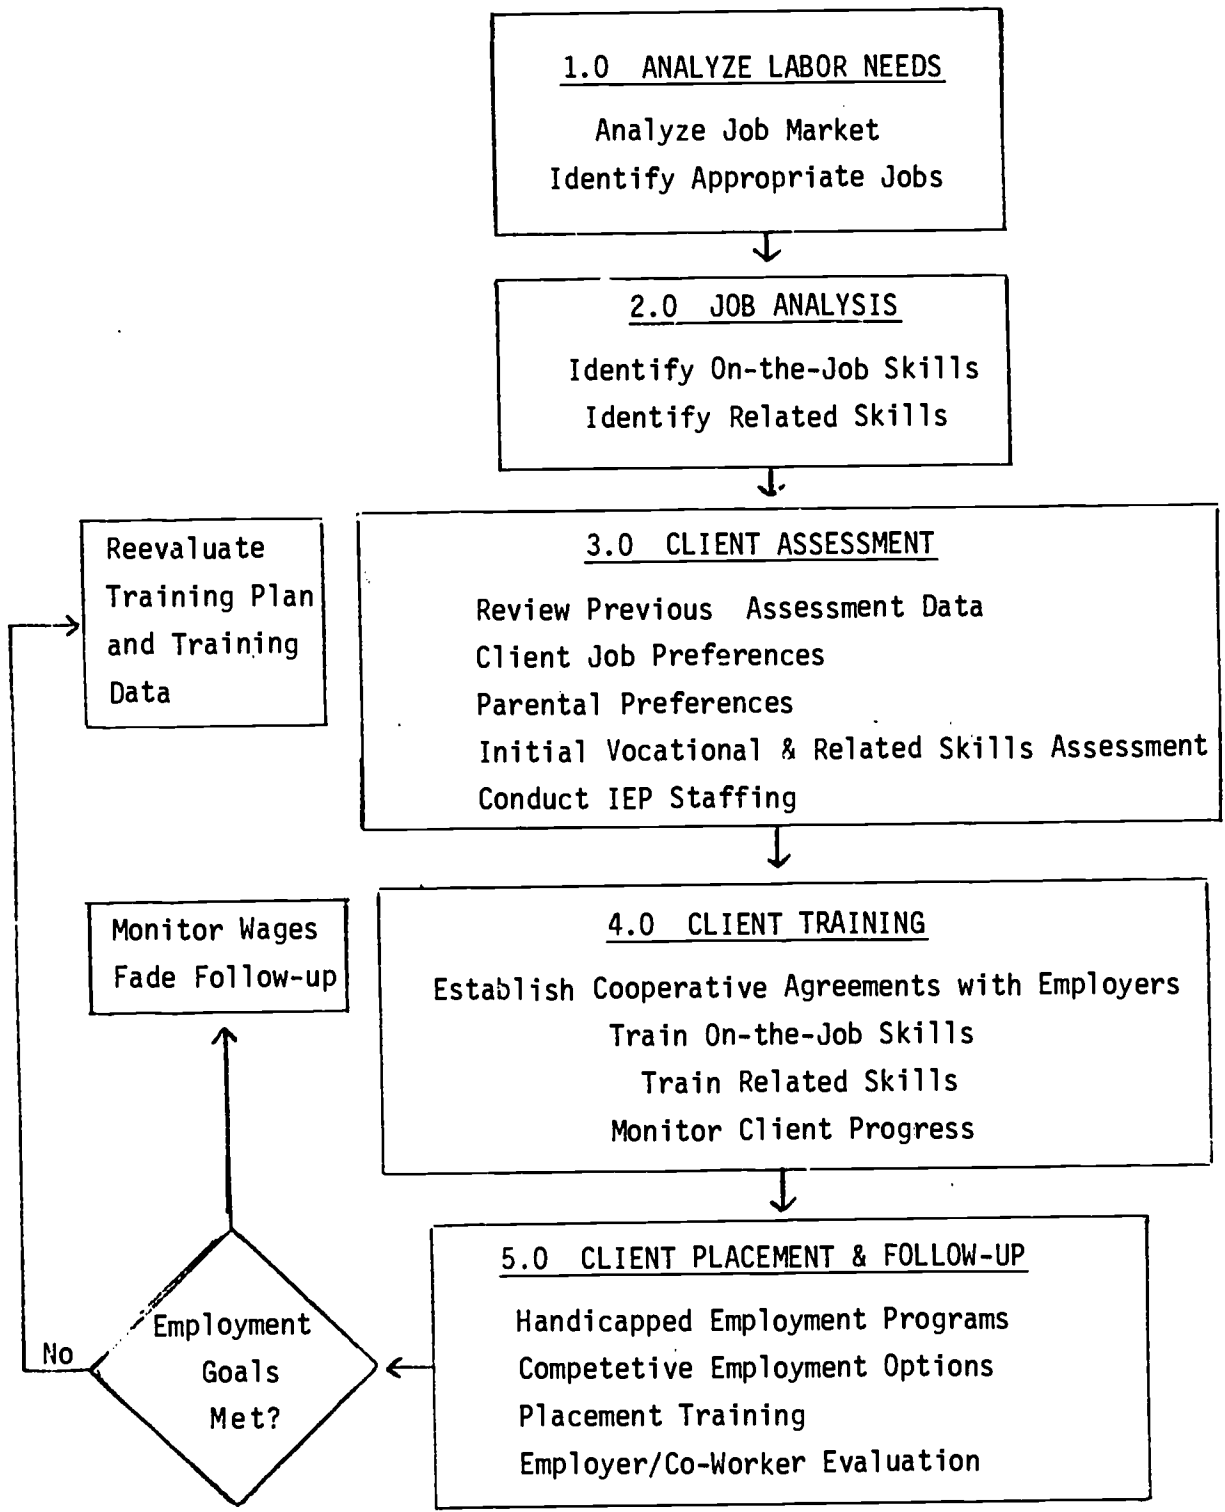 1.0 ANALYZE LABOR NEEDS
Analyze Job Market
Identify Appropriate Jobs
2.0 JOB ANALYSIS
Identify On-the-Job Skills
Identify Related Skills
3.0 CLIENT ASSESSMENT
Review Previous Assessment Data
Client Job Preferences
Parental Preferences
Initial Vocational & Related Skills Assessment
Conduct IEP Staffing
Reevaluate
Training Plan
and Training
Data
4.0 CLIENT TRAINING
Establish Cooperative Agreements with Employers
Train On-the-Job Skills
Train Related Skills
Monitor Client Progress
Monitor Wages
Fade Follow-up
5.0 CLIENT PLACEMENT & FOLLOW-UP
Handicapped Employment Programs
Competetive Employment Options
Placement Training
Employer/Co-Worker Evaluation
Employment
Goals
Met?
No